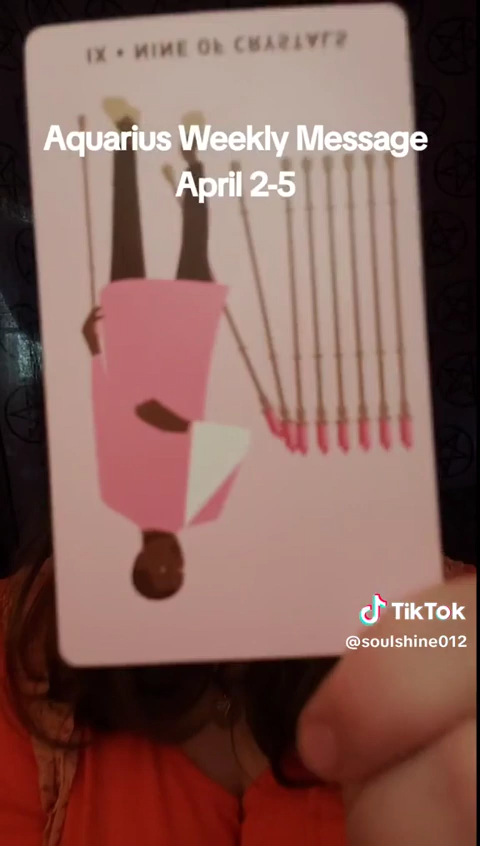 IX • NINE OF CRYSTALS
Aquarius Weekly Message
April 2-5
TikTok
@soulshine012